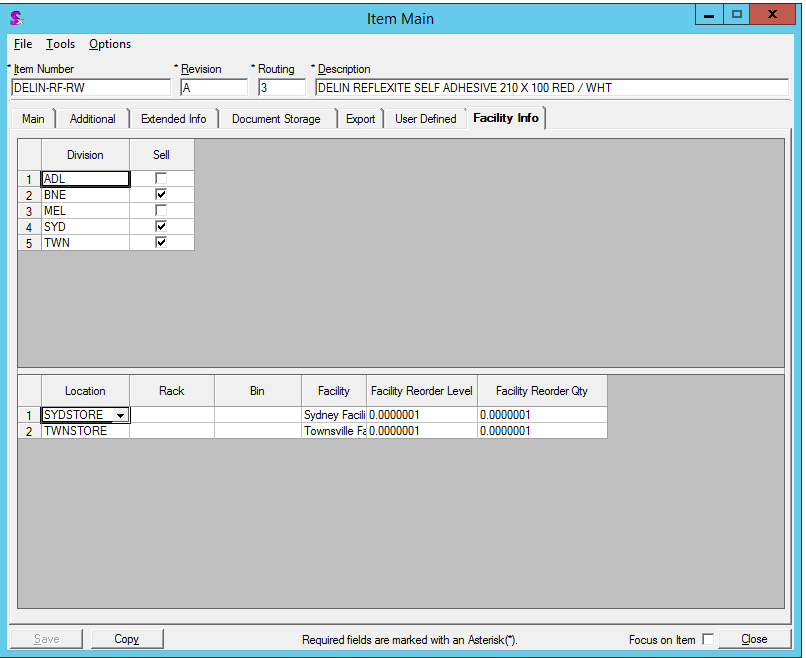 Item Main
File Tools Options
* Item Number * Revision * Routing * Description
DELIN-RF-RW A 3 DELIN REFLEXITE SELF ADHESIVE 210 X 100 RED / WHT
Main Additional Extended Info Document Storage Export User Defined Facility Info
Division Sell
1 ADL
2 BNE
3 MEL
4 SYD
5 TWN
Location Rack Bin Facility Facility Reorder Level Facility Reorder Qty
1 SYDSTORE Sydney Facili 0.0000001 0.0000001
2 TWNSTORE Townsville Fa 0.0000001 0.0000001
Save Copy Required fields are marked with an Asterisk(*). Focus on Item Close